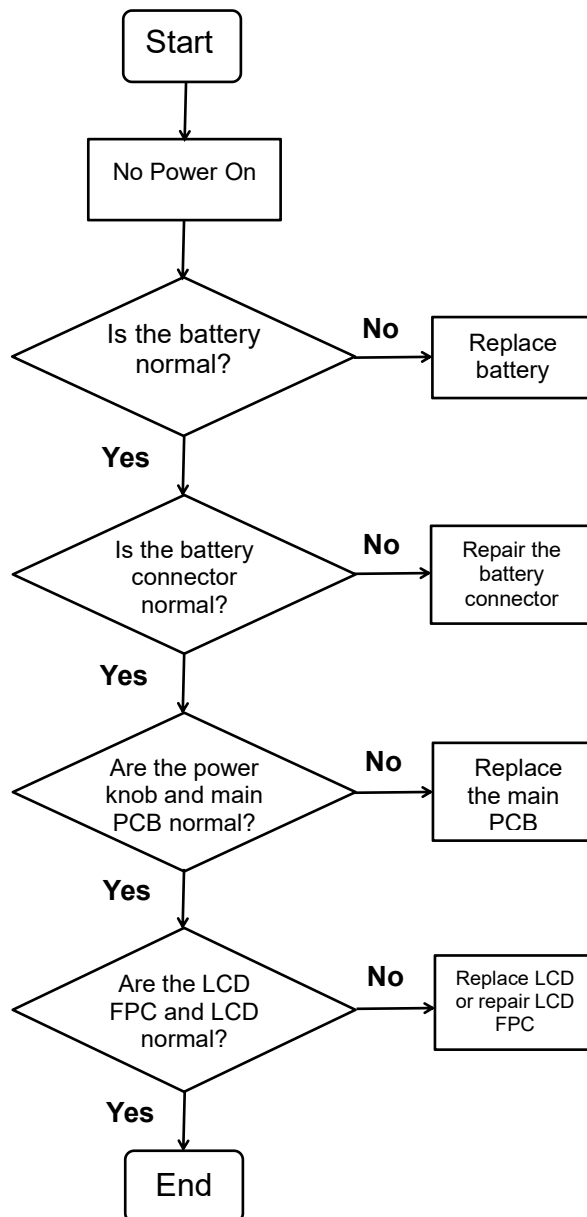 Start
No Power On
Is the battery
normal?
No
Replace
battery
Yes
Is the battery
connector
normal?
No
Repair the
battery
connector
Yes
Are the power
knob and main
PCB normal?
No
Replace
the main
PCB
Yes
Are the LCD
FPC and LCD
normal?
No
Replace LCD
or repair LCD
FPC
Yes
End